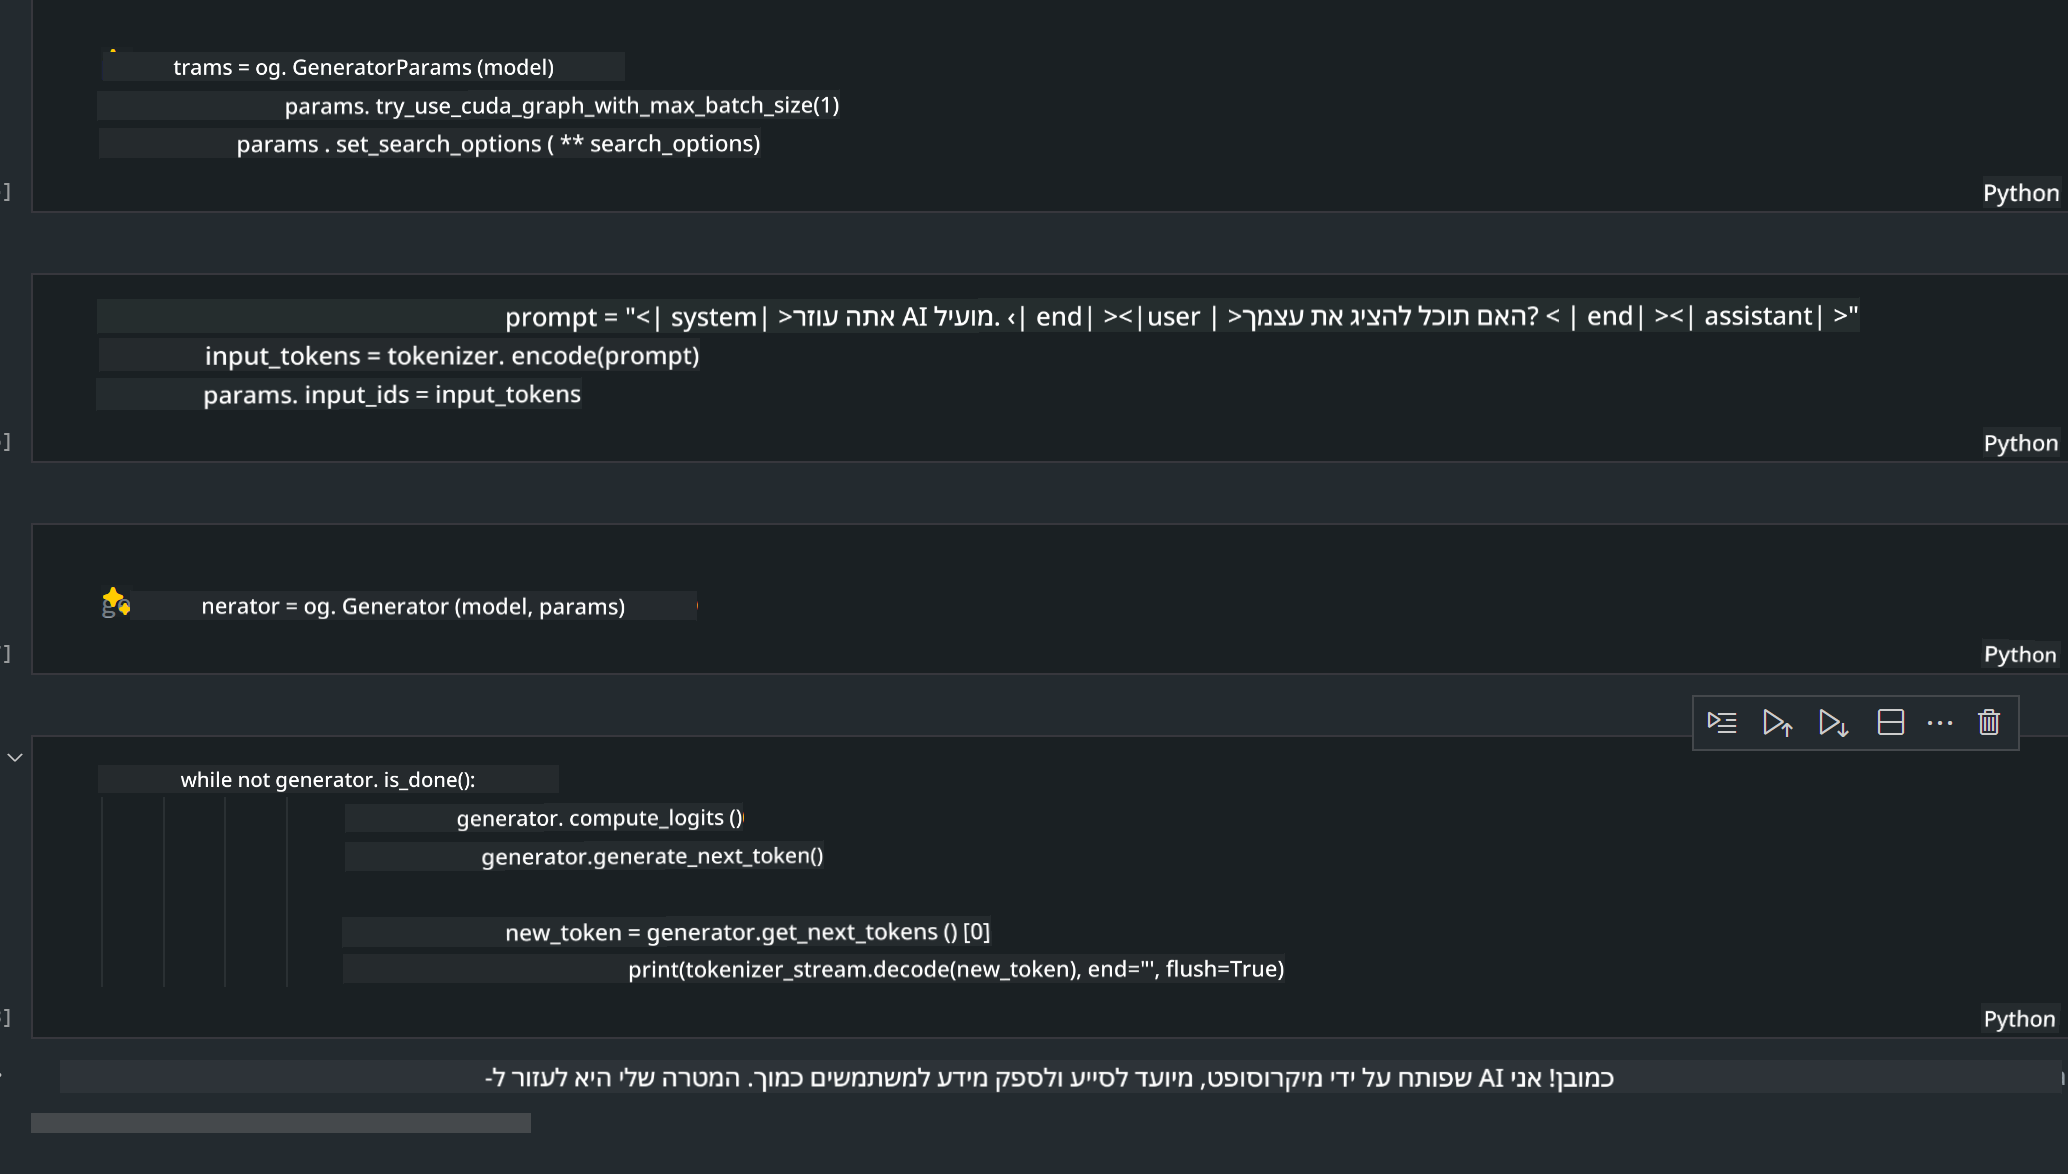 trams = og. GeneratorParams (model)
params. try_use_cuda_graph_with_max_batch_size(1)
params . set_search_options ( ** search_options)
]
Python
prompt = "<| system| >אתה עוזר AI מועיל. ‹| end| ><|user | >האם תוכל להציג את עצמך? < | end| ><| assistant| >"
input_tokens = tokenizer. encode(prompt)
params. input_ids = input_tokens
]
Python
nerator = og. Generator (model, params)
]
Python
while not generator. is_done():
generator. compute_logits ()
generator.generate_next_token()
new_token = generator.get_next_tokens () [0]
print(tokenizer_stream.decode(new_token), end="', flush=True)
]
Python
כמובן! אני AI שפותח על ידי מיקרוסופט, מיועד לסייע ולספק מידע למשתמשים כמוך. המטרה שלי היא לעזור ל-